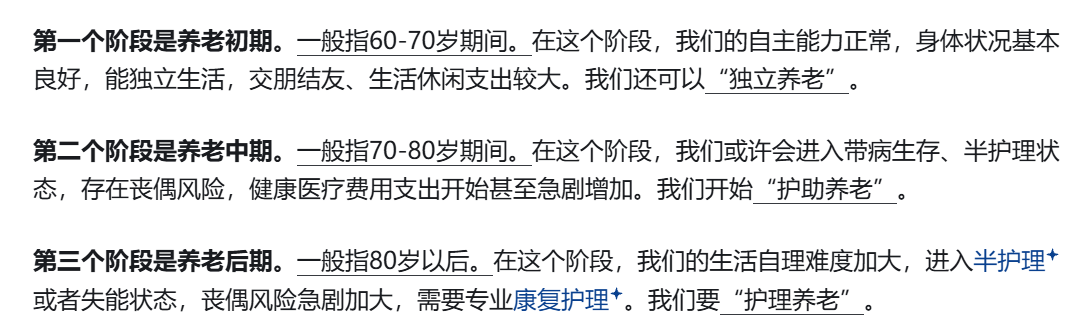 第一个阶段是养老初期。一般指60-70岁期间。在这个阶段，我们的自主能力正常，身体状况基本
良好，能独立生活，交朋结友、生活休闲支出较大。我们还可以“独立养老”。
第二个阶段是养老中期。一般指70-80岁期间。在这个阶段，我们或许会进入带病生存、半护理状
态，存在丧偶风险，健康医疗费用支出开始甚至急剧增加。我们开始“护助养老”。
第三个阶段是养老后期。一般指80岁以后。在这个阶段，我们的生活自理难度加大，进入半护理
或者失能状态，丧偶风险急剧加大，需要专业康复护理。我们要“护理养老”。